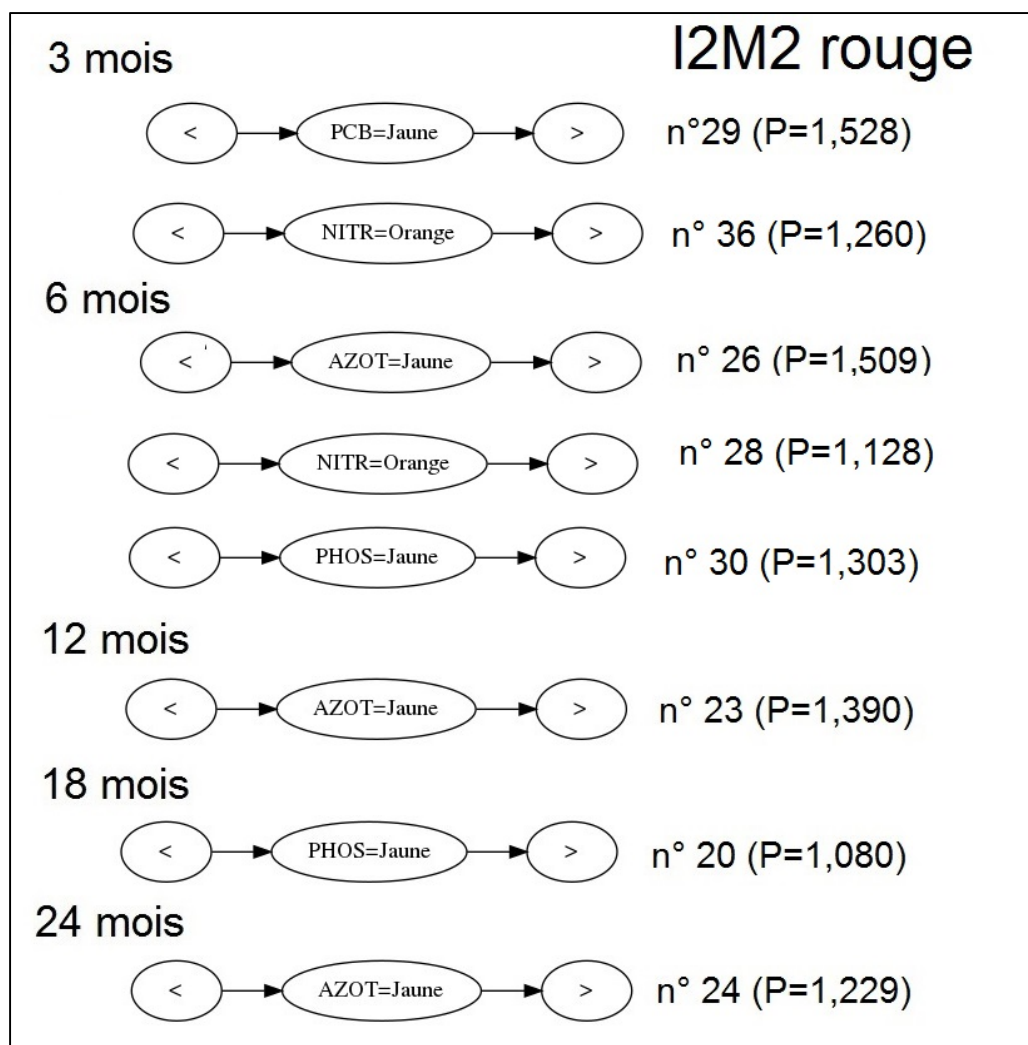 3 mois I2M2 rouge
< PCB=Jaune > n°29 (P=1,528)
< NITR=Orange > n° 36 (P=1,260)
6 mois
< AZOT=Jaune > n° 26 (P=1,509)
< NITR=Orange > n° 28 (P=1,128)
< PHOS=Jaune > n° 30 (P=1,303)
12 mois
< AZOT=Jaune > n° 23 (P=1,390)
18 mois
< PHOS=Jaune > n° 20 (P=1,080)
24 mois
< AZOT=Jaune > n° 24 (P=1,229)